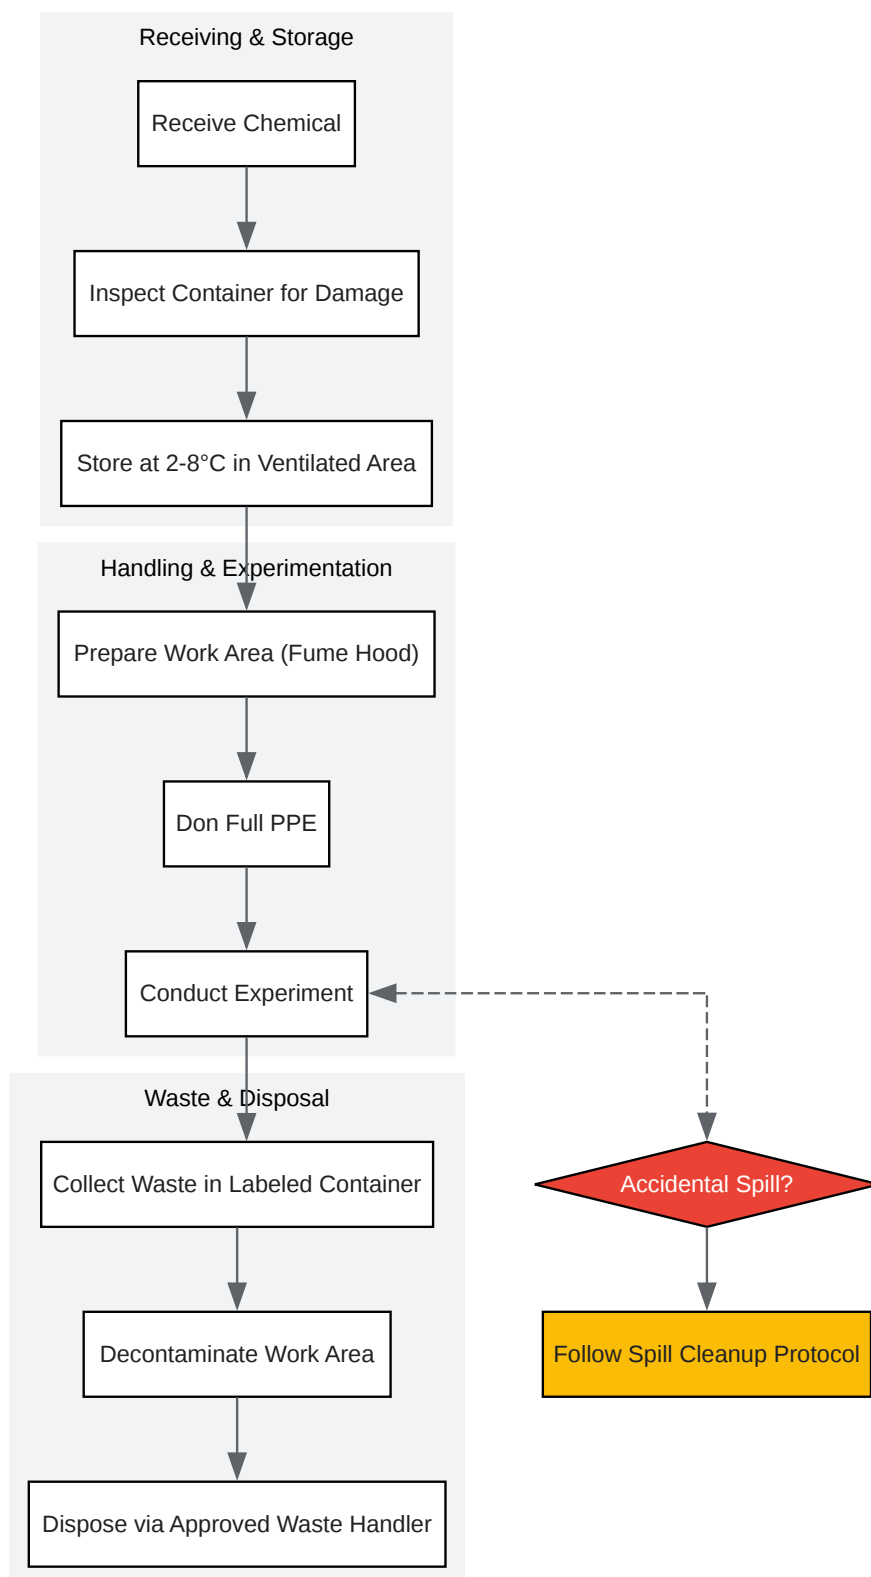 Receiving & Storage
Receive Chemical
Inspect Container for Damage
Store at 2-8°C in Ventilated Area
Handling & Experimentation
Prepare Work Area (Fume Hood)
Don Full PPE
Conduct Experiment
Waste & Disposal
Collect Waste in Labeled Container
Accidental Spill?
Decontaminate Work Area
Follow Spill Cleanup Protocol
Dispose via Approved Waste Handler